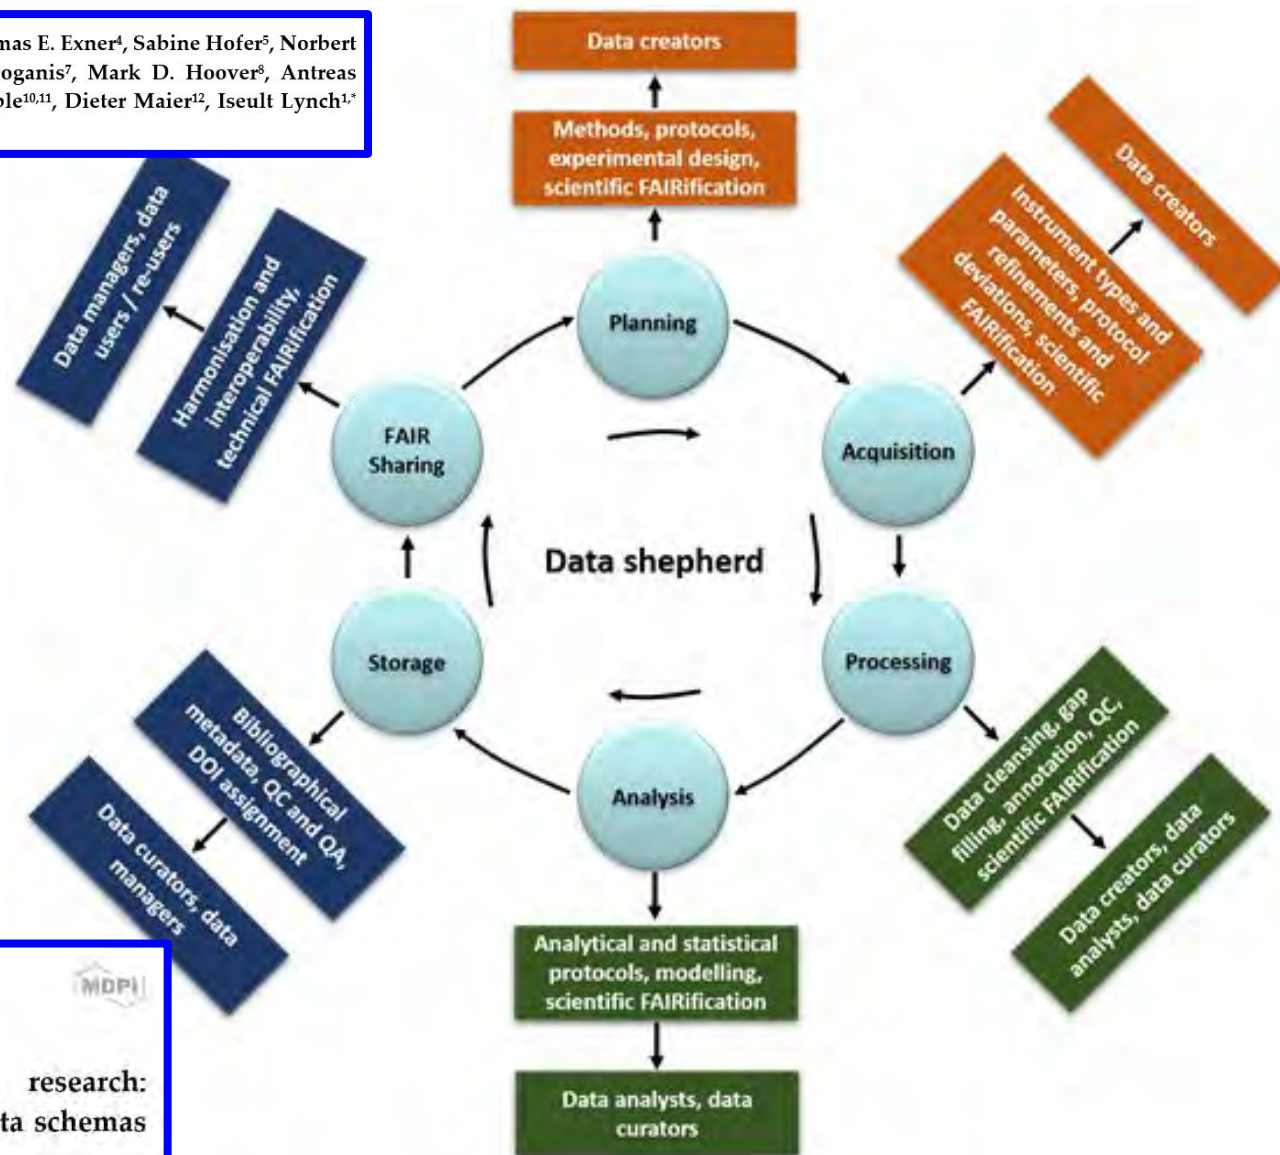 mas E. Exner⁴, Sabine Hofer⁵, Norbert
oganis⁷, Mark D. Hoover⁸, Antreas
ble¹⁰,¹¹, Dieter Maier¹², Iseult Lynch¹,*
Data creators
Methods, protocols,
experimental design,
scientific FAIRification
Data creators
Instrument types and
parameters, protocol
refinements and
deviations, scientific
FAIRification
Data managers, data
users / re-users
Harmonisation and
interoperability,
technical FAIRification
Planning
FAIR
Sharing
Acquisition
Data shepherd
Storage
Processing
Analysis
Bibliographical
metadata, QC and QA,
DOI assignment
Data curators, data
managers
Data cleansing, gap
filling, annotation, QC,
scientific FAIRification
Data creators, data
analysts, data curators
Analytical and statistical
protocols, modelling,
scientific FAIRification
Data analysts, data
curators
MDPI
research:
ta schemas